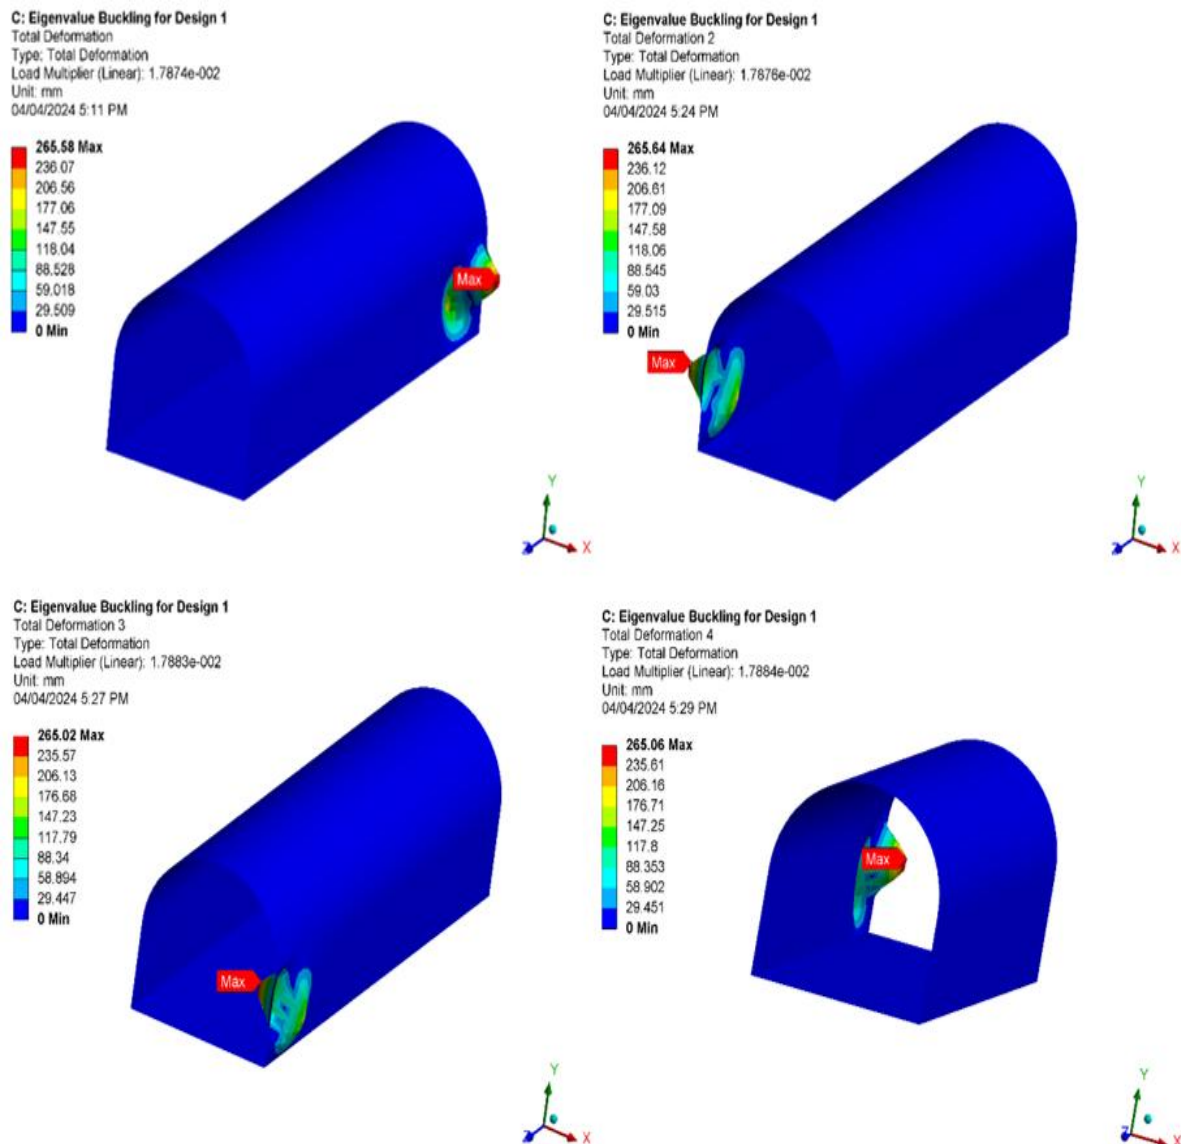 C: Eigenvalue Buckling for Design 1
Total Deformation
Type: Total Deformation
Load Multiplier (Linear): 1.7874e-002
Unit: mm
04/04/2024 5:11 PM
265.58 Max
236.07
206.56
177.06
147.55
118.04
88.528
59.018
29.509
0 Min
Max
Y
Z
X
C: Eigenvalue Buckling for Design 1
Total Deformation 2
Type: Total Deformation
Load Multiplier (Linear): 1.7876e-002
Unit: mm
04/04/2024 5:24 PM
265.64 Max
236.12
206.61
177.09
147.58
118.06
88.545
59.03
29.515
0 Min
Max
Y
Z
X
C: Eigenvalue Buckling for Design 1
Total Deformation 3
Type: Total Deformation
Load Multiplier (Linear): 1.7883e-002
Unit: mm
04/04/2024 5:27 PM
265.02 Max
235.57
206.13
176.68
147.23
117.79
88.34
58.894
29.447
0 Min
Max
Y
Z
X
C: Eigenvalue Buckling for Design 1
Total Deformation 4
Type: Total Deformation
Load Multiplier (Linear): 1.7884e-002
Unit: mm
04/04/2024 5:29 PM
265.06 Max
235.61
206.16
176.71
147.25
117.8
88.353
58.902
29.451
0 Min
Max
Y
Z
X